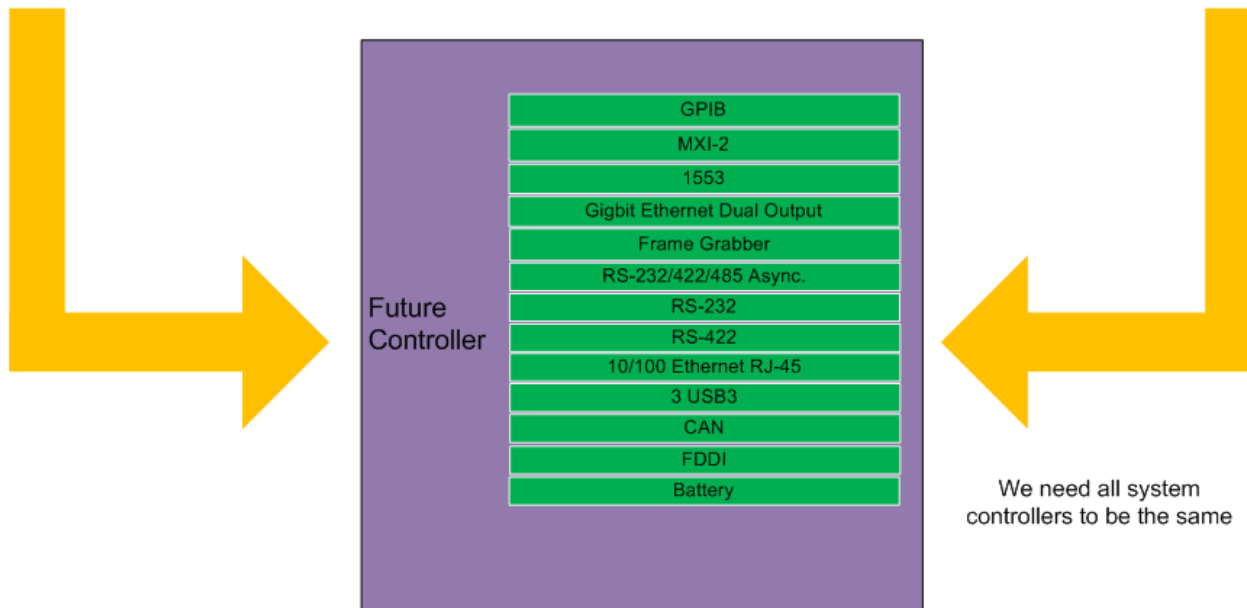 GPIB
MXI-2
1553
Gigbit Ethernet Dual Output
Frame Grabber
RS-232/422/485 Async.
RS-232
RS-422
10/100 Ethernet RJ-45
3 USB3
CAN
FDDI
Battery
Future
Controller
We need all system
controllers to be the same